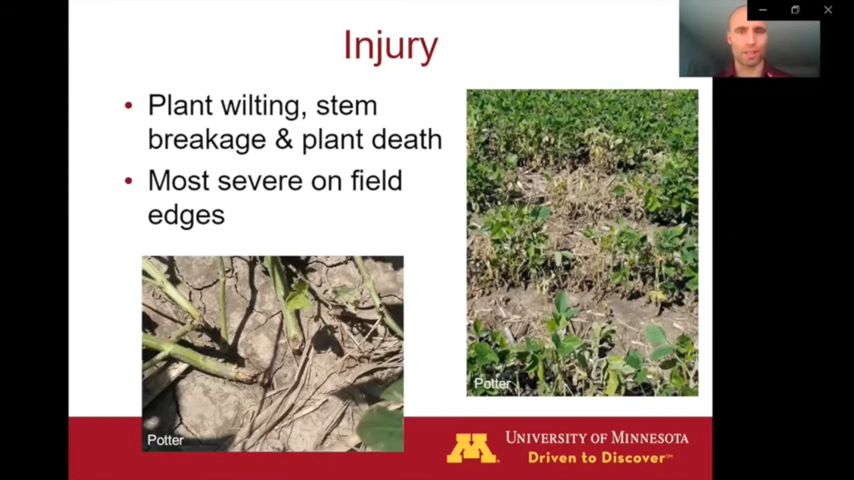 Injury
• Plant wilting, stem
breakage & plant death
• Most severe on field
edges
Potter
Potter
UNIVERSITY OF MINNESOTA
Driven to Discover℠